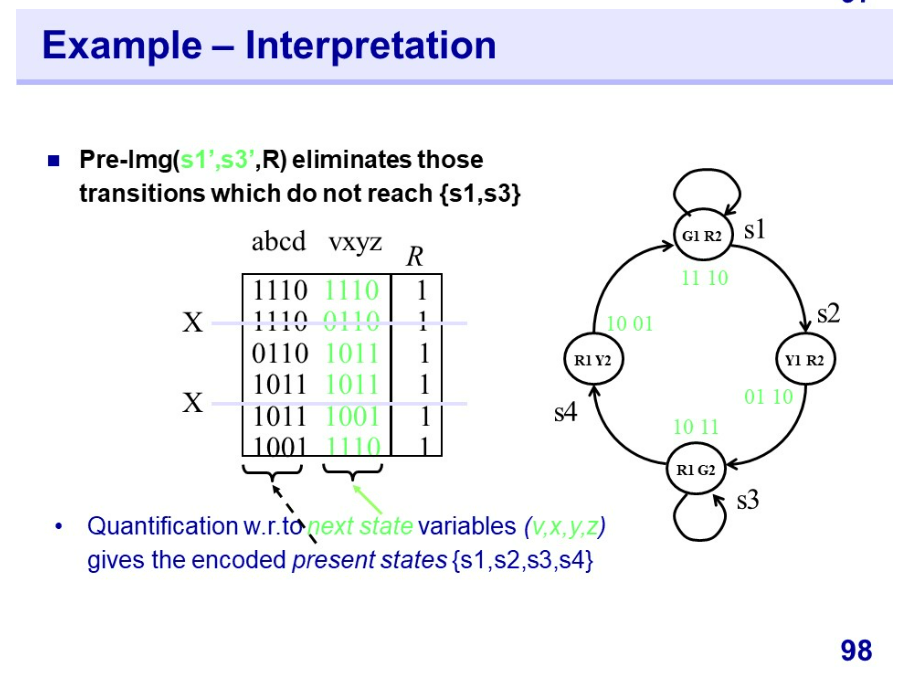 Example – Interpretation
Pre-Img(s1’,s3’,R) eliminates those
transitions which do not reach {s1,s3}
abcd vxyz R
1110 1110 1
X 1110 0110 1
0110 1011 1
1011 1011 1
X 1011 1001 1
1001 1110 1
G1 R2 s1
11 10
s2
10 01
R1 Y2 Y1 R2
01 10
s4
10 11
R1 G2
s3
• Quantification w.r.to next state variables (v,x,y,z)
gives the encoded present states {s1,s2,s3,s4}
98